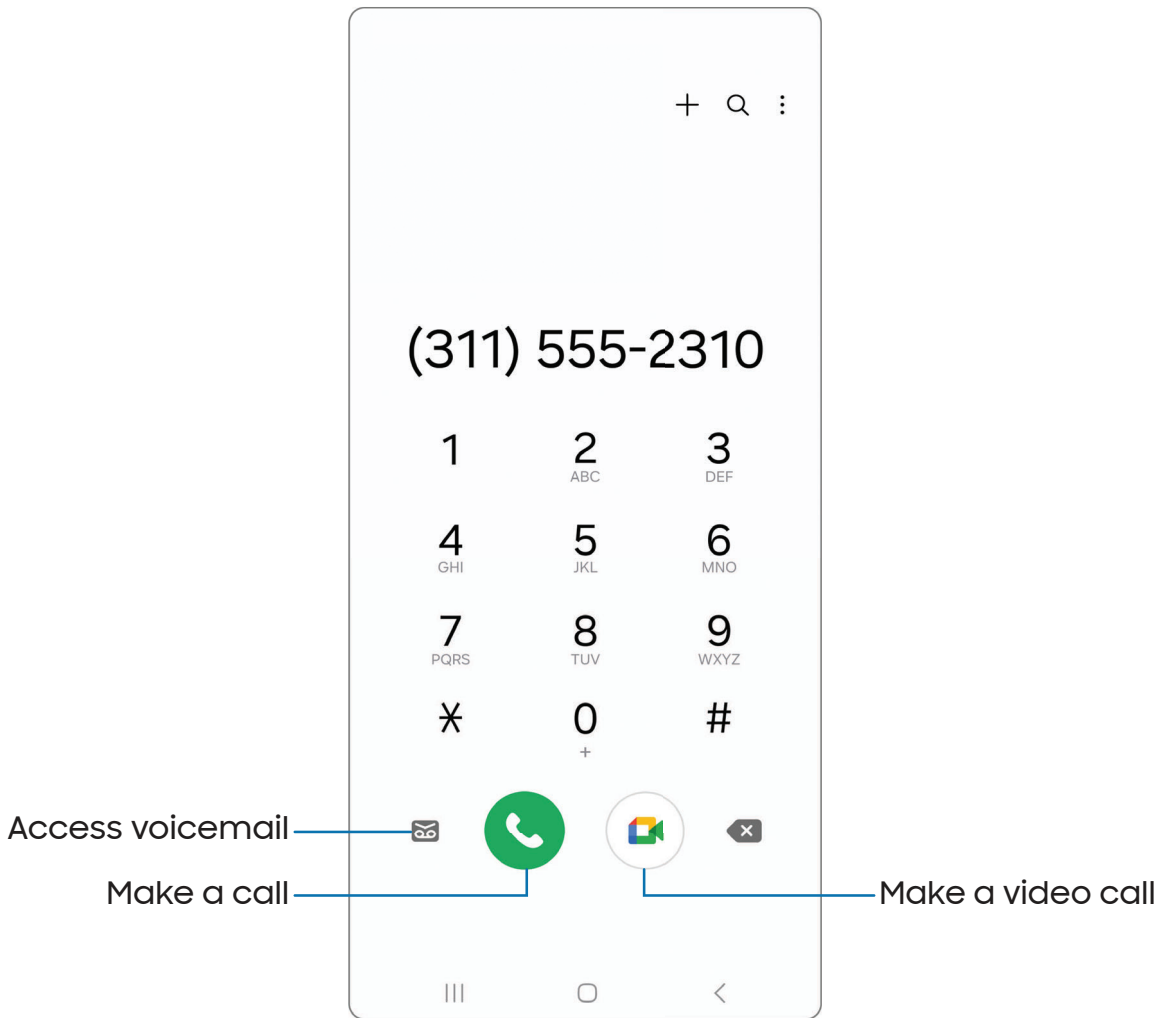 (311) 555-2310
1 2 3
ABC DEF
4 5 6
GHI JKL MNO
7 8 9
PQRS TUV WXYZ
* 0 #
+
Access voicemail
Make a call
Make a video call